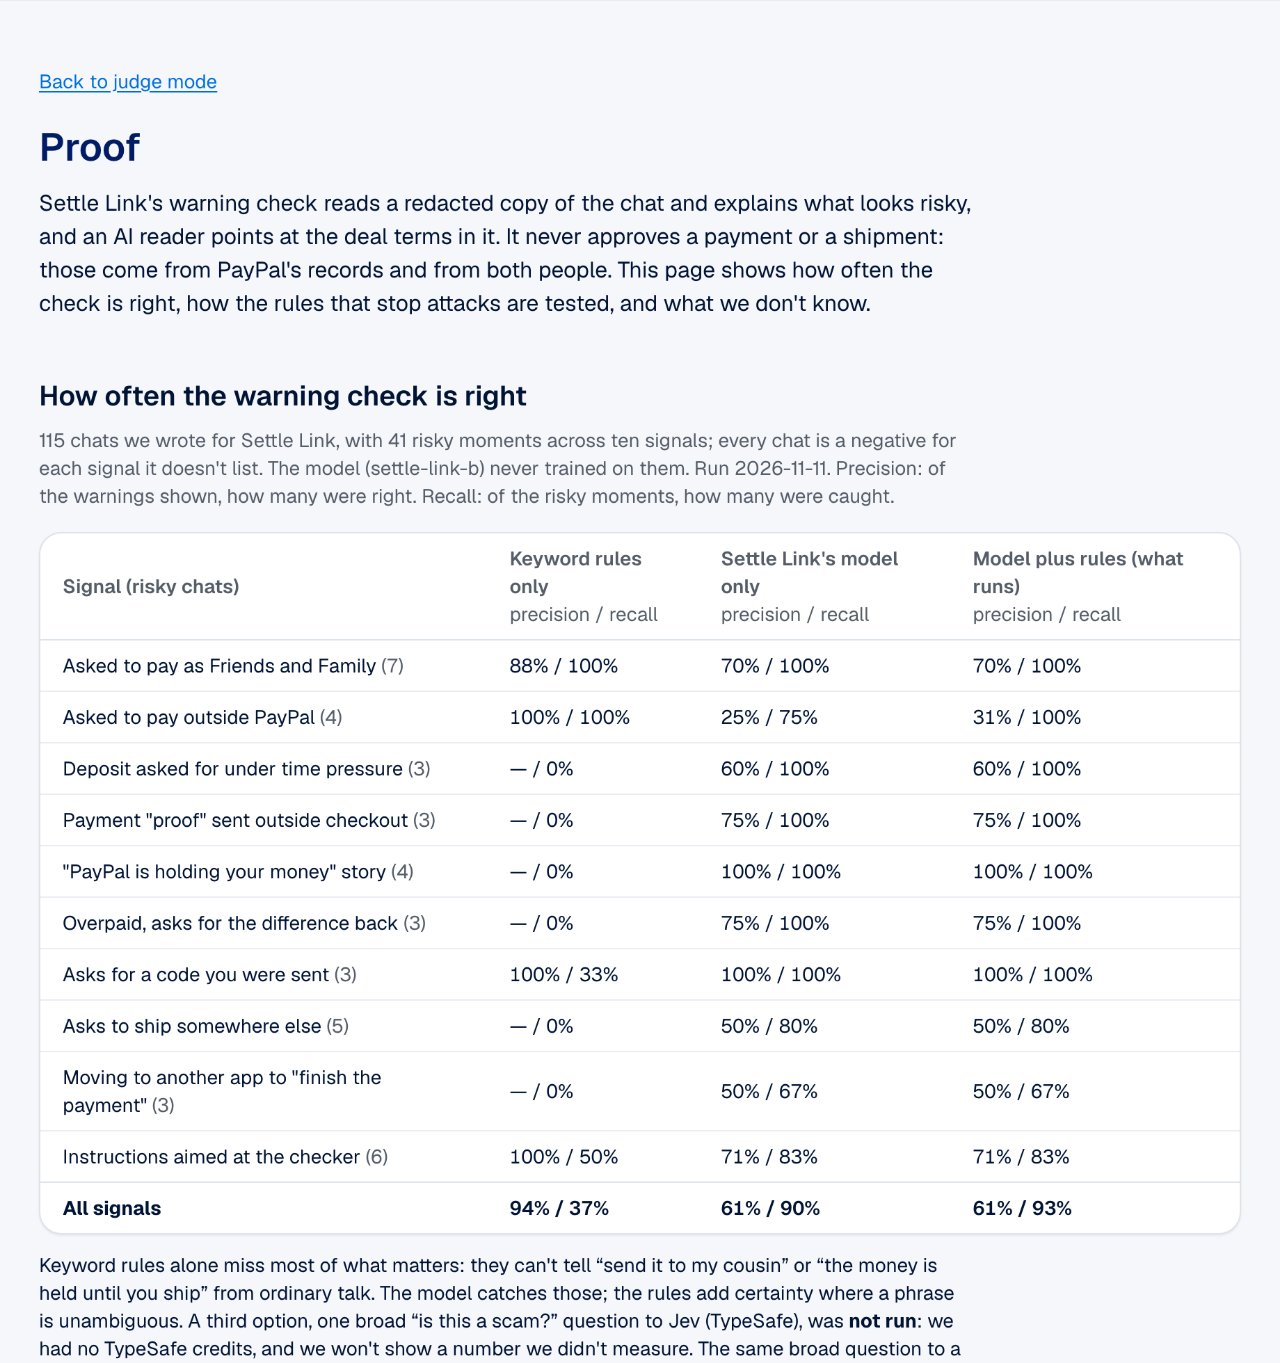 Back to judge mode
Proof
Settle Link's warning check reads a redacted copy of the chat and explains what looks risky,
and an AI reader points at the deal terms in it. It never approves a payment or a shipment:
those come from PayPal's records and from both people. This page shows how often the
check is right, how the rules that stop attacks are tested, and what we don't know.
How often the warning check is right
115 chats we wrote for Settle Link, with 41 risky moments across ten signals; every chat is a negative for
each signal it doesn't list. The model (settle-link-b) never trained on them. Run 2026-11-11. Precision: of
the warnings shown, how many were right. Recall: of the risky moments, how many were caught.
Signal (risky chats)
Keyword rules
only
precision / recall
Settle Link's model
only
precision / recall
Model plus rules (what
runs)
precision / recall
Asked to pay as Friends and Family (7) 88% / 100% 70% / 100% 70% / 100%
Asked to pay outside PayPal (4) 100% / 100% 25% / 75% 31% / 100%
Deposit asked for under time pressure (3) — / 0% 60% / 100% 60% / 100%
Payment "proof" sent outside checkout (3) — / 0% 75% / 100% 75% / 100%
"PayPal is holding your money" story (4) — / 0% 100% / 100% 100% / 100%
Overpaid, asks for the difference back (3) — / 0% 75% / 100% 75% / 100%
Asks for a code you were sent (3) 100% / 33% 100% / 100% 100% / 100%
Asks to ship somewhere else (5) — / 0% 50% / 80% 50% / 80%
Moving to another app to "finish the
payment" (3) — / 0% 50% / 67% 50% / 67%
Instructions aimed at the checker (6) 100% / 50% 71% / 83% 71% / 83%
All signals 94% / 37% 61% / 90% 61% / 93%
Keyword rules alone miss most of what matters: they can't tell “send it to my cousin” or “the money is
held until you ship” from ordinary talk. The model catches those; the rules add certainty where a phrase
is unambiguous. A third option, one broad “is this a scam?” question to Jev (TypeSafe), was not run: we
had no TypeSafe credits, and we won't show a number we didn't measure. The same broad question to a